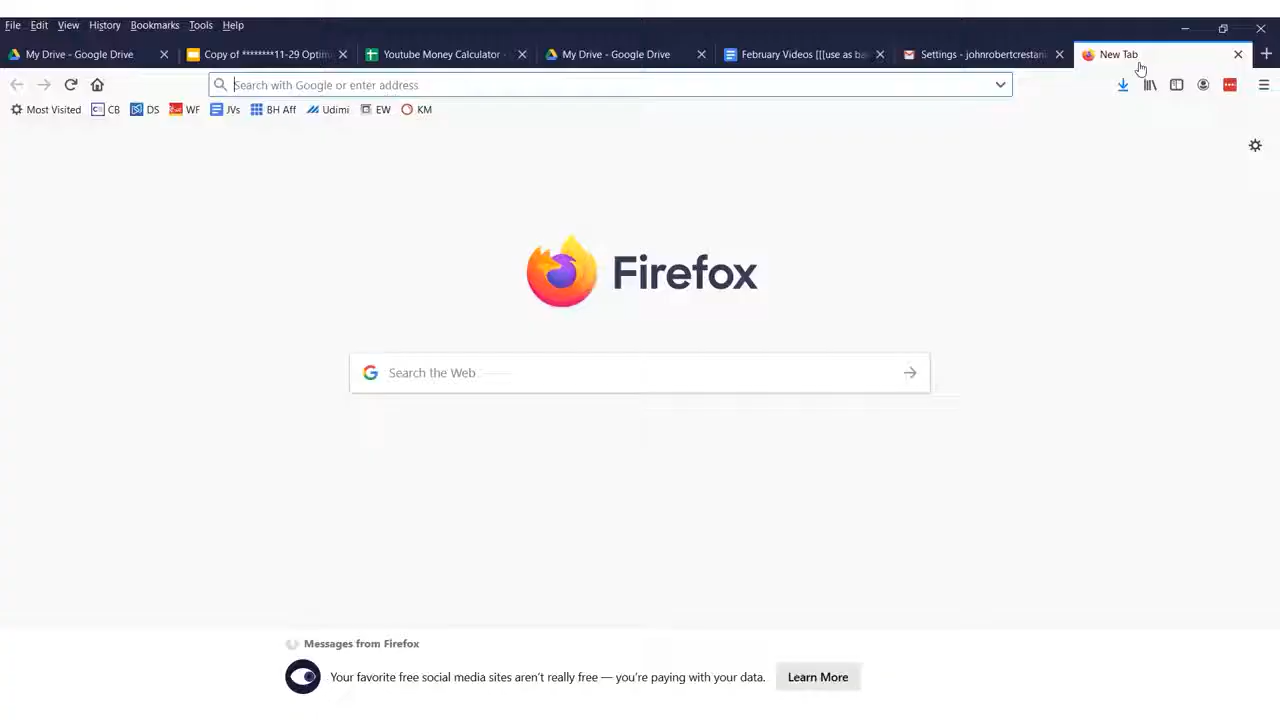 File Edit View History Bookmarks Tools Help
My Drive - Google Drive Copy of ********11-29 Optim Youtube Money Calculator - My Drive - Google Drive February Videos [[[use as ba Settings - johnrobertcrestani New Tab
Search with Google or enter address
Most Visited CB DS WF JVs BH Aff Udimi EW KM
Firefox
Search the Web
Messages from Firefox
Your favorite free social media sites aren't really free — you're paying with your data. Learn More